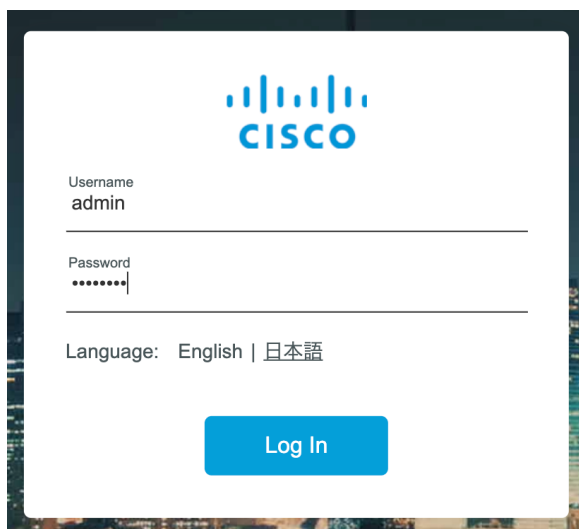 CISCO
Username
admin
Password
••••••••
Language: English | 日本語
Log In